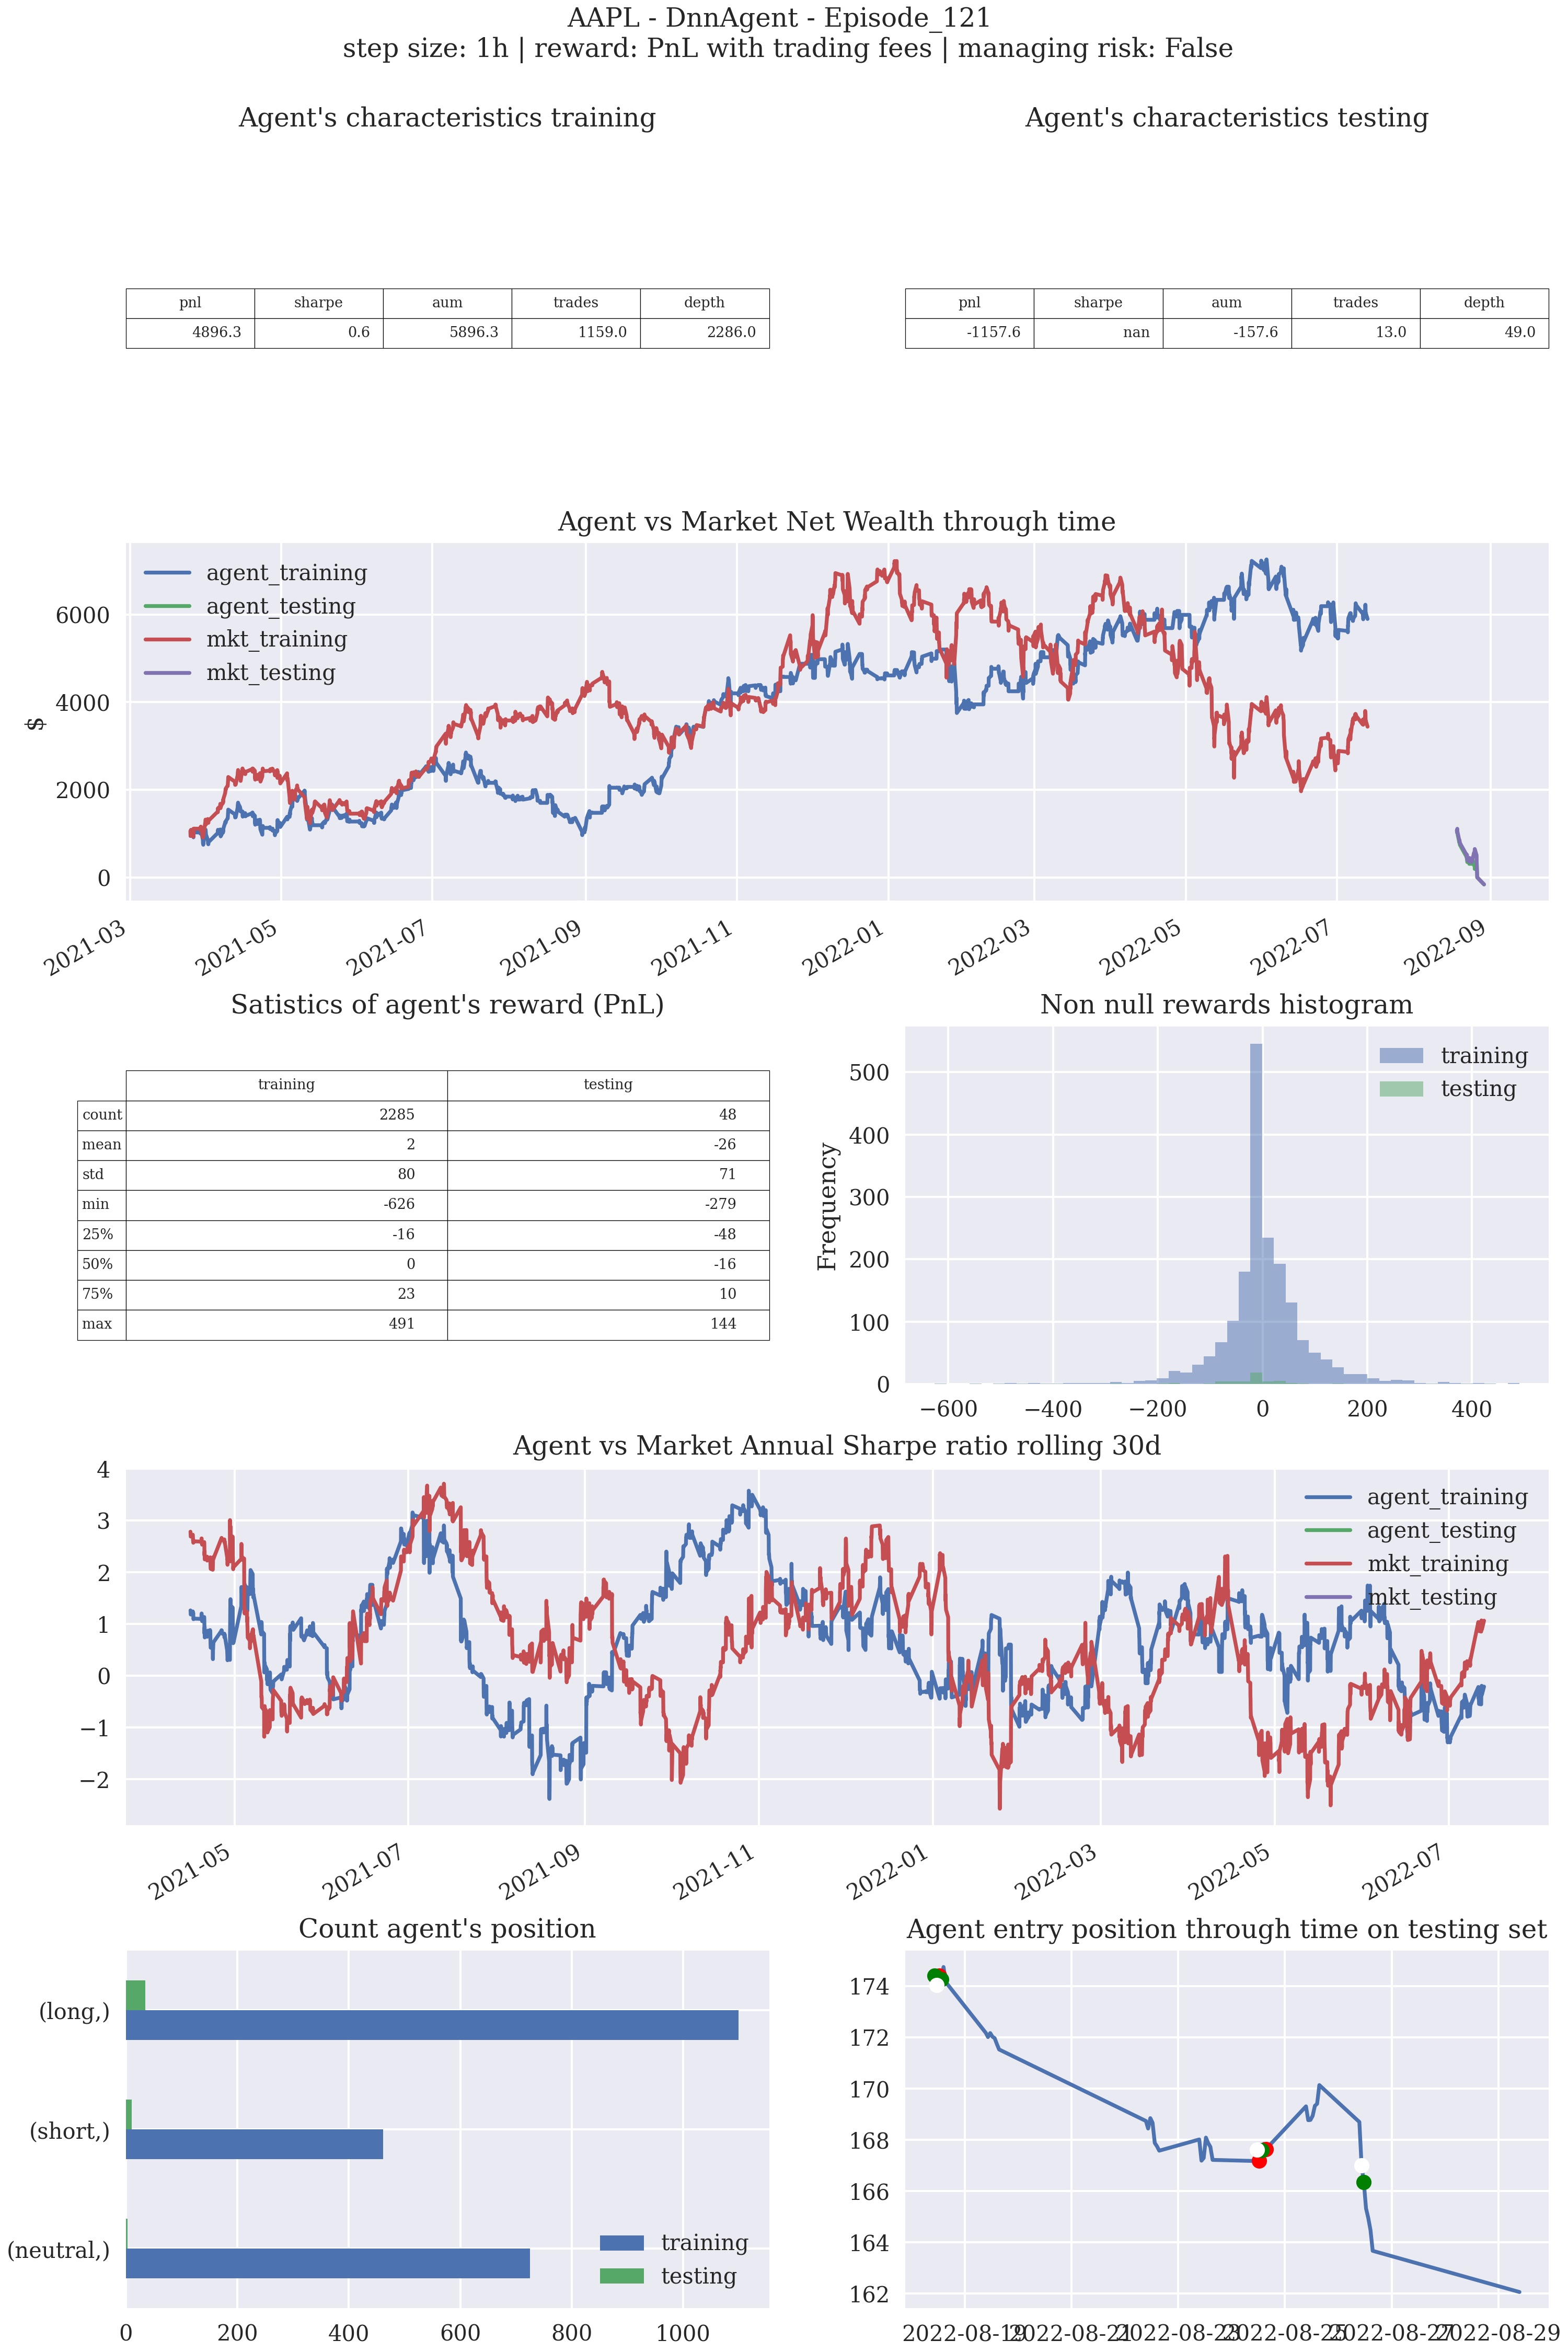 AAPL - DnnAgent - Episode_121
step size: 1h | reward: PnL with trading fees | managing risk: False
Agent's characteristics training
Agent's characteristics testing
pnl sharpe aum trades depth
4896.3 0.6 5896.3 1159.0 2286.0
pnl sharpe aum trades depth
-1157.6 nan -157.6 13.0 49.0
Agent vs Market Net Wealth through time
agent_training
agent_testing
mkt_training
mkt_testing
$
6000
4000
2000
0
2021-03 2021-05 2021-07 2021-09 2021-11 2022-01 2022-03 2022-05 2022-07 2022-09
Satistics of agent's reward (PnL)
training testing
count 2285 48
mean 2 -26
std 80 71
min -626 -279
25% -16 -48
50% 0 -16
75% 23 10
max 491 144
Non null rewards histogram
training
testing
Frequency
500
400
300
200
100
0
−600 −400 −200 0 200 400
Agent vs Market Annual Sharpe ratio rolling 30d
agent_training
agent_testing
mkt_training
mkt_testing
4
3
2
1
0
−1
−2
2021-05 2021-07 2021-09 2021-11 2022-01 2022-03 2022-05 2022-07
Count agent's position
(long,)
(short,)
(neutral,)
training
testing
0 200 400 600 800 1000
Agent entry position through time on testing set
174
172
170
168
166
164
162
2022-08-19 2022-08-21 2022-08-23 2022-08-25 2022-08-27 2022-08-29